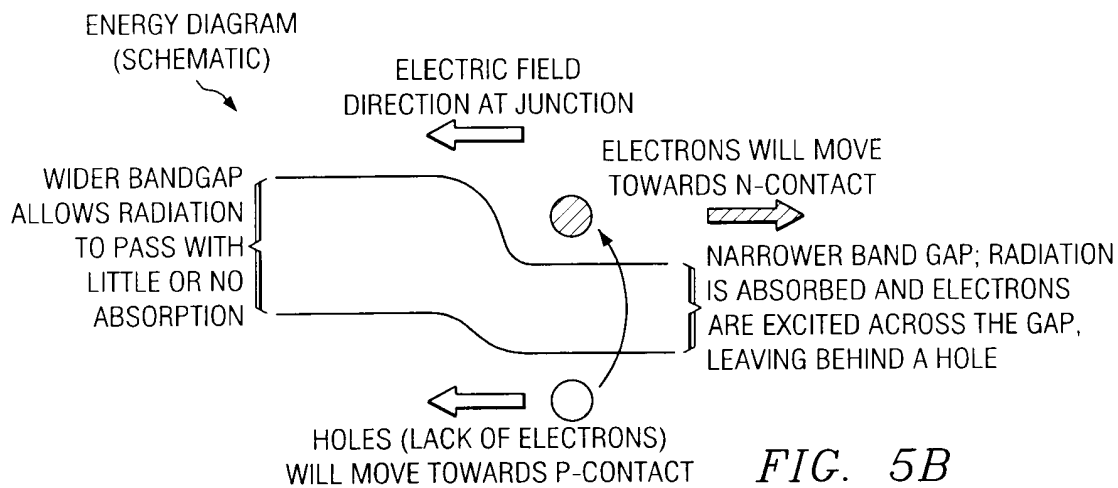 ENERGY DIAGRAM
(SCHEMATIC)
ELECTRIC FIELD
DIRECTION AT JUNCTION
ELECTRONS WILL MOVE
TOWARDS N-CONTACT
WIDER BANDGAP
ALLOWS RADIATION
TO PASS WITH
LITTLE OR NO
ABSORPTION
NARROWER BAND GAP; RADIATION
IS ABSORBED AND ELECTRONS
ARE EXCITED ACROSS THE GAP,
LEAVING BEHIND A HOLE
HOLES (LACK OF ELECTRONS)
WILL MOVE TOWARDS P-CONTACT
FIG. 5B